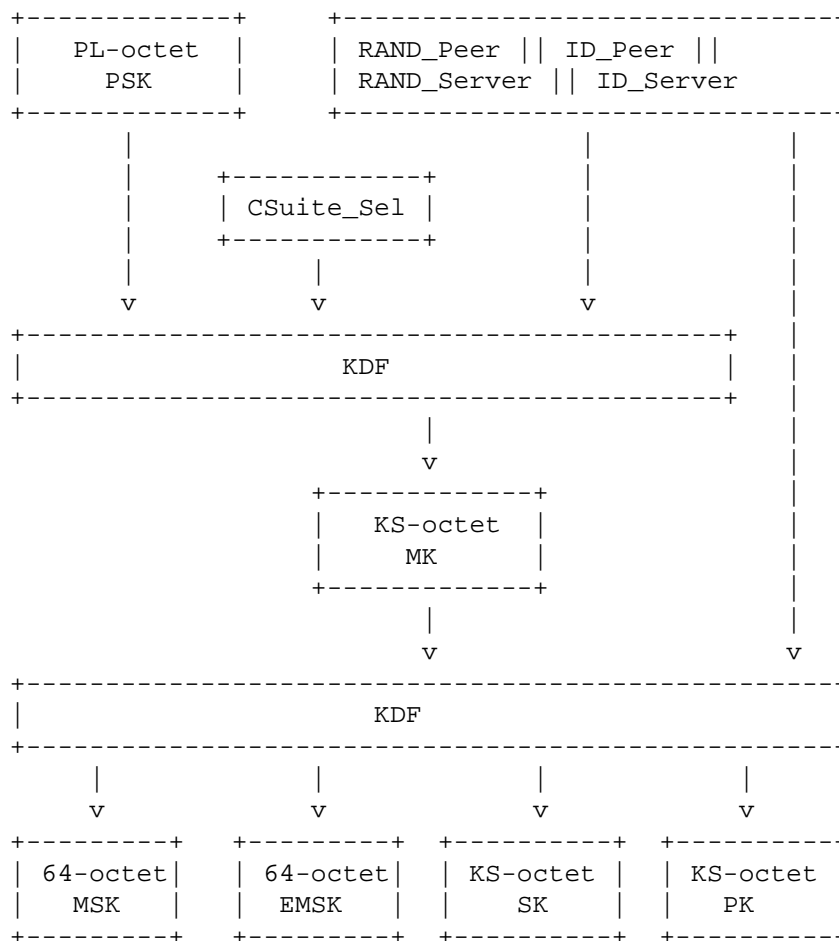 +-------------+     +-----------------------------
|   PL-octet  |     | RAND_Peer || ID_Peer ||
|     PSK     |     | RAND_Server || ID_Server
+-------------+     +-----------------------------
       |                            |            |
       |     +------------+         |            |
       |     | CSuite_Sel |         |            |
       |     +------------+         |            |
       |           |                |            |
       v           v                v            |
+-------------------------------------------+    |
|                    KDF                    |    |
+-------------------------------------------+    |
                         |                       |
                         v                       |
                  +-------------+                |
                  |   KS-octet  |                |
                  |     MK      |                |
                  +-------------+                |
                         |                       |
                         v                       v
+-------------------------------------------------
|                      KDF
+-------------------------------------------------
     |             |             |            |
     v             v             v            v
+---------+   +---------+  +----------+  +----------
| 64-octet|   | 64-octet|  | KS-octet |  | KS-octet
|   MSK   |   |  EMSK   |  |    SK    |  |   PK
+---------+   +---------+  +----------+  +----------